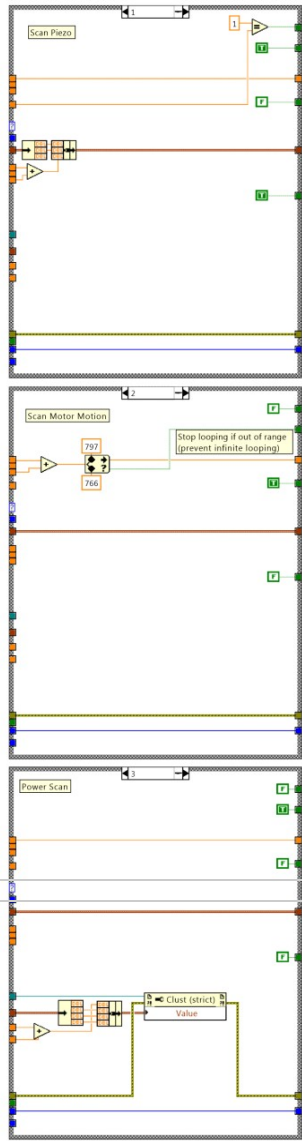 1
Scan Piezo
1
=
T
F
+
T
2
F
Scan Motor Motion
797
Stop looping if out of range
(prevent infinite looping)
+
?
766
T
F
3
Power Scan
F
T
F
F
Clust (strict)
Value
+